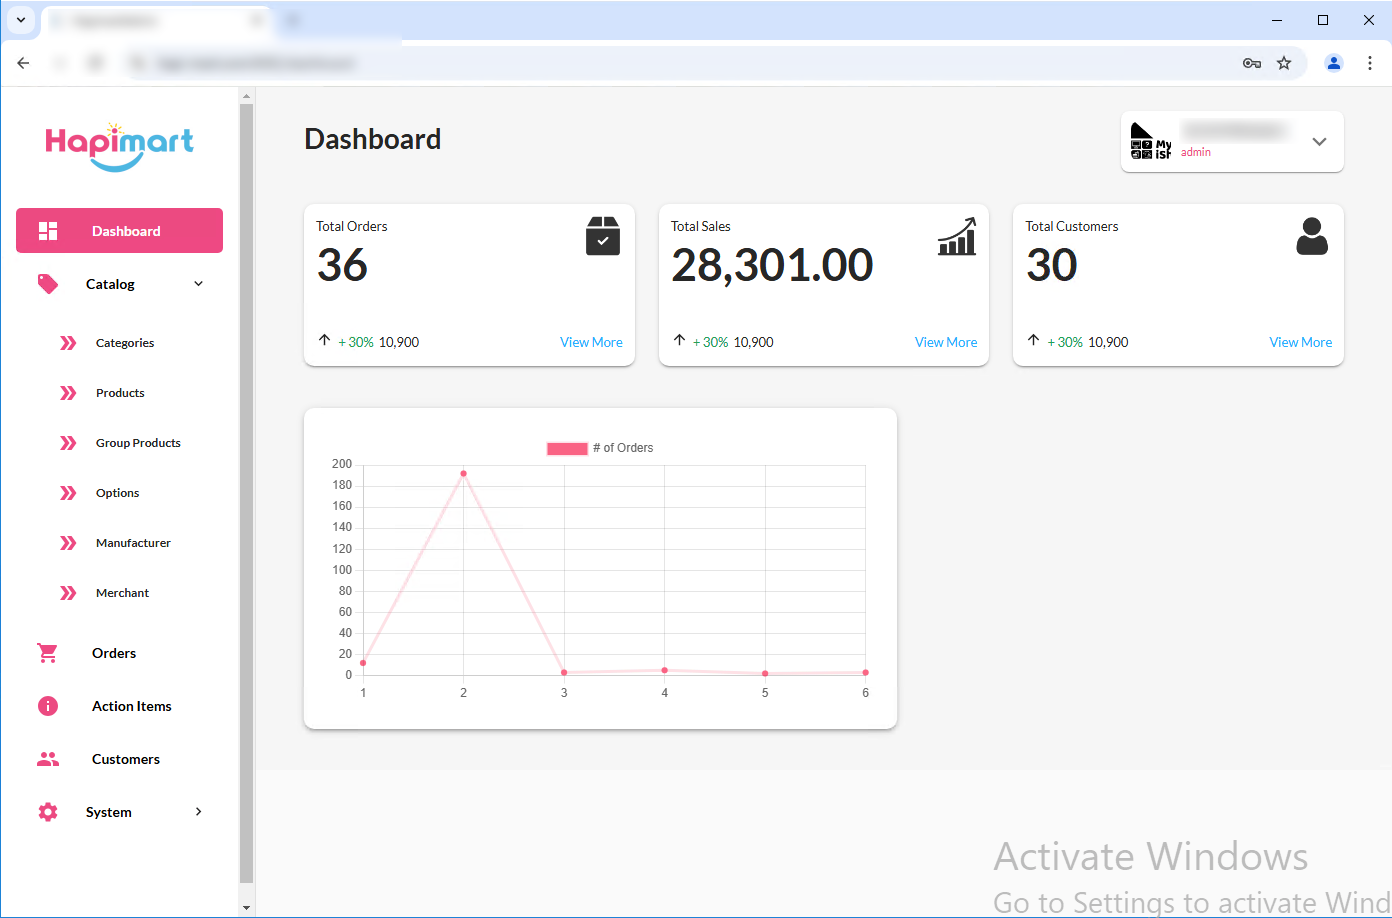 Hapimart
Dashboard
My
ish
admin
Dashboard
Catalog
Categories
Products
Group Products
Options
Manufacturer
Merchant
Orders
Action Items
Customers
System
Total Orders
36
+30% 10,900
View More
Total Sales
28,301.00
+30% 10,900
View More
Total Customers
30
+30% 10,900
View More
# of Orders
200
180
160
140
120
100
80
60
40
20
0
1 2 3 4 5 6
Activate Windows
Go to Settings to activate Wind